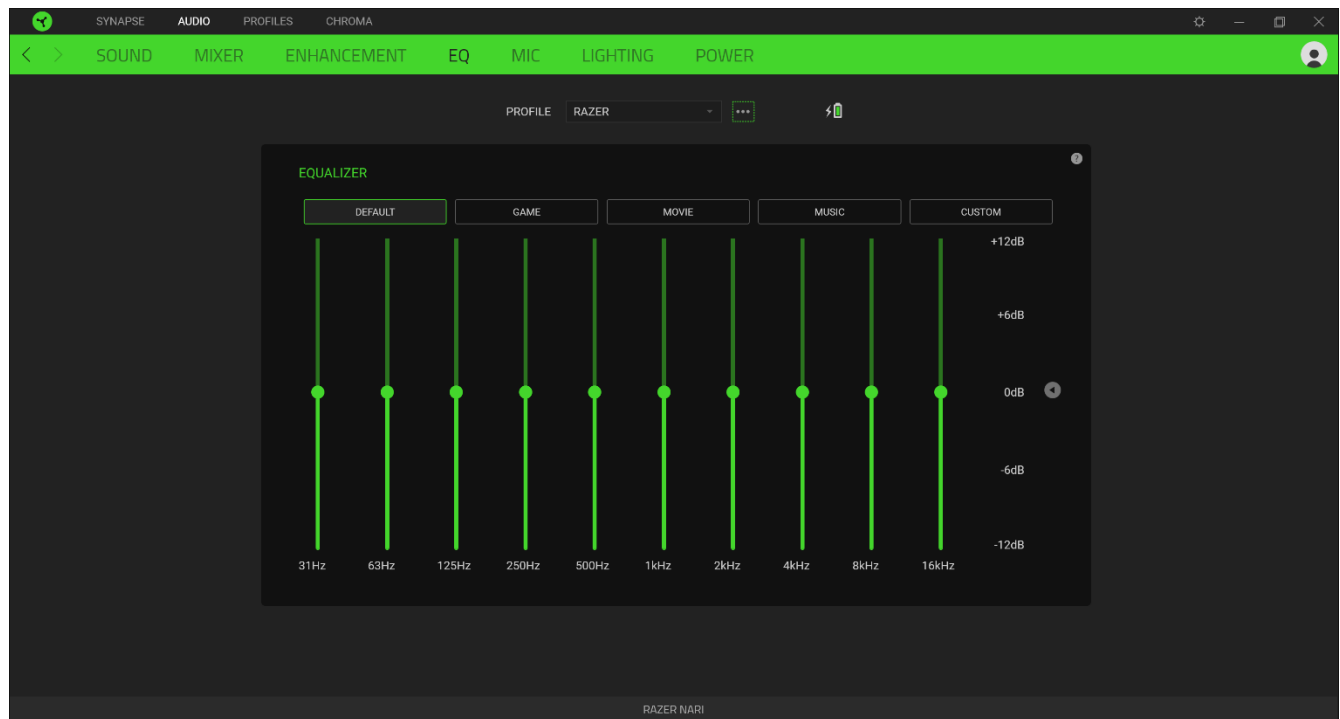 SYNAPSE AUDIO PROFILES CHROMA
SOUND MIXER ENHANCEMENT EQ MIC LIGHTING POWER
PROFILE RAZER
EQUALIZER
DEFAULT GAME MOVIE MUSIC CUSTOM
+12dB
+6dB
0dB
-6dB
-12dB
31Hz 63Hz 125Hz 250Hz 500Hz 1kHz 2kHz 4kHz 8kHz 16kHz
RAZER NARI